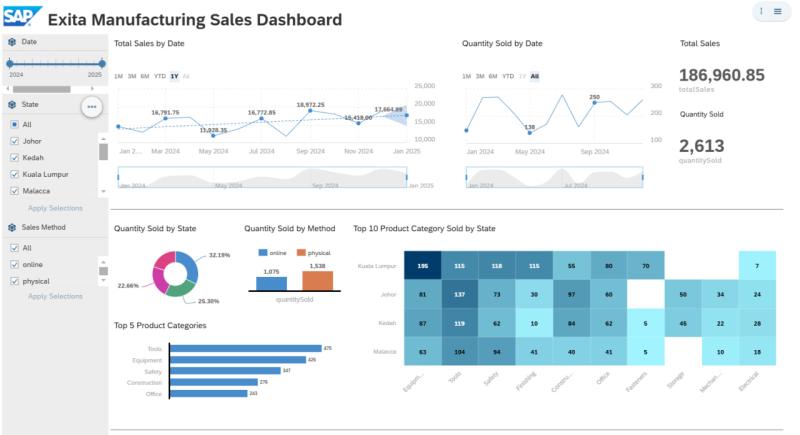 SAP Exita Manufacturing Sales Dashboard
Date
2024 2025
State
All
Johor
Kedah
Kuala Lumpur
Malacca
Apply Selections
Sales Method
All
online
physical
Apply Selections
Total Sales by Date
1M 3M 6M YTD 1Y All
25,000
20,000
15,000
10,000
16,791.75
11,028.35
16,772.85
18,972.25
15,418.00
17,664.89
Jan 2... Mar 2024 May 2024 Jul 2024 Sep 2024 Nov 2024 Jan 2025
Jan 2024 May 2024 Sep 2024 Jan 2025
Quantity Sold by Date
1M 3M 6M YTD 1Y All
300
200
100
138
250
Jan 2024 May 2024 Sep 2024
Jan 2024 Jul 2024
Total Sales
186,960.85
totalSales
Quantity Sold
2,613
quantitySold
Quantity Sold by State
32.19%
22.66%
25.30%
Quantity Sold by Method
online physical
1,075 1,538
quantitySold
Top 5 Product Categories
Tools 475
Equipment 426
Safety 347
Construction 276
Office 243
Top 10 Product Category Sold by State
Kuala Lumpur 195 115 118 115 55 80 70 7
Johor 81 137 73 30 97 60 50 34 24
Kedah 87 119 62 10 84 62 5 45 22 28
Malacca 63 104 94 41 40 41 5 10 18
Equipm... Tools Safety Finishing Constru... Office Fasteners Storage Mechan... Electrical